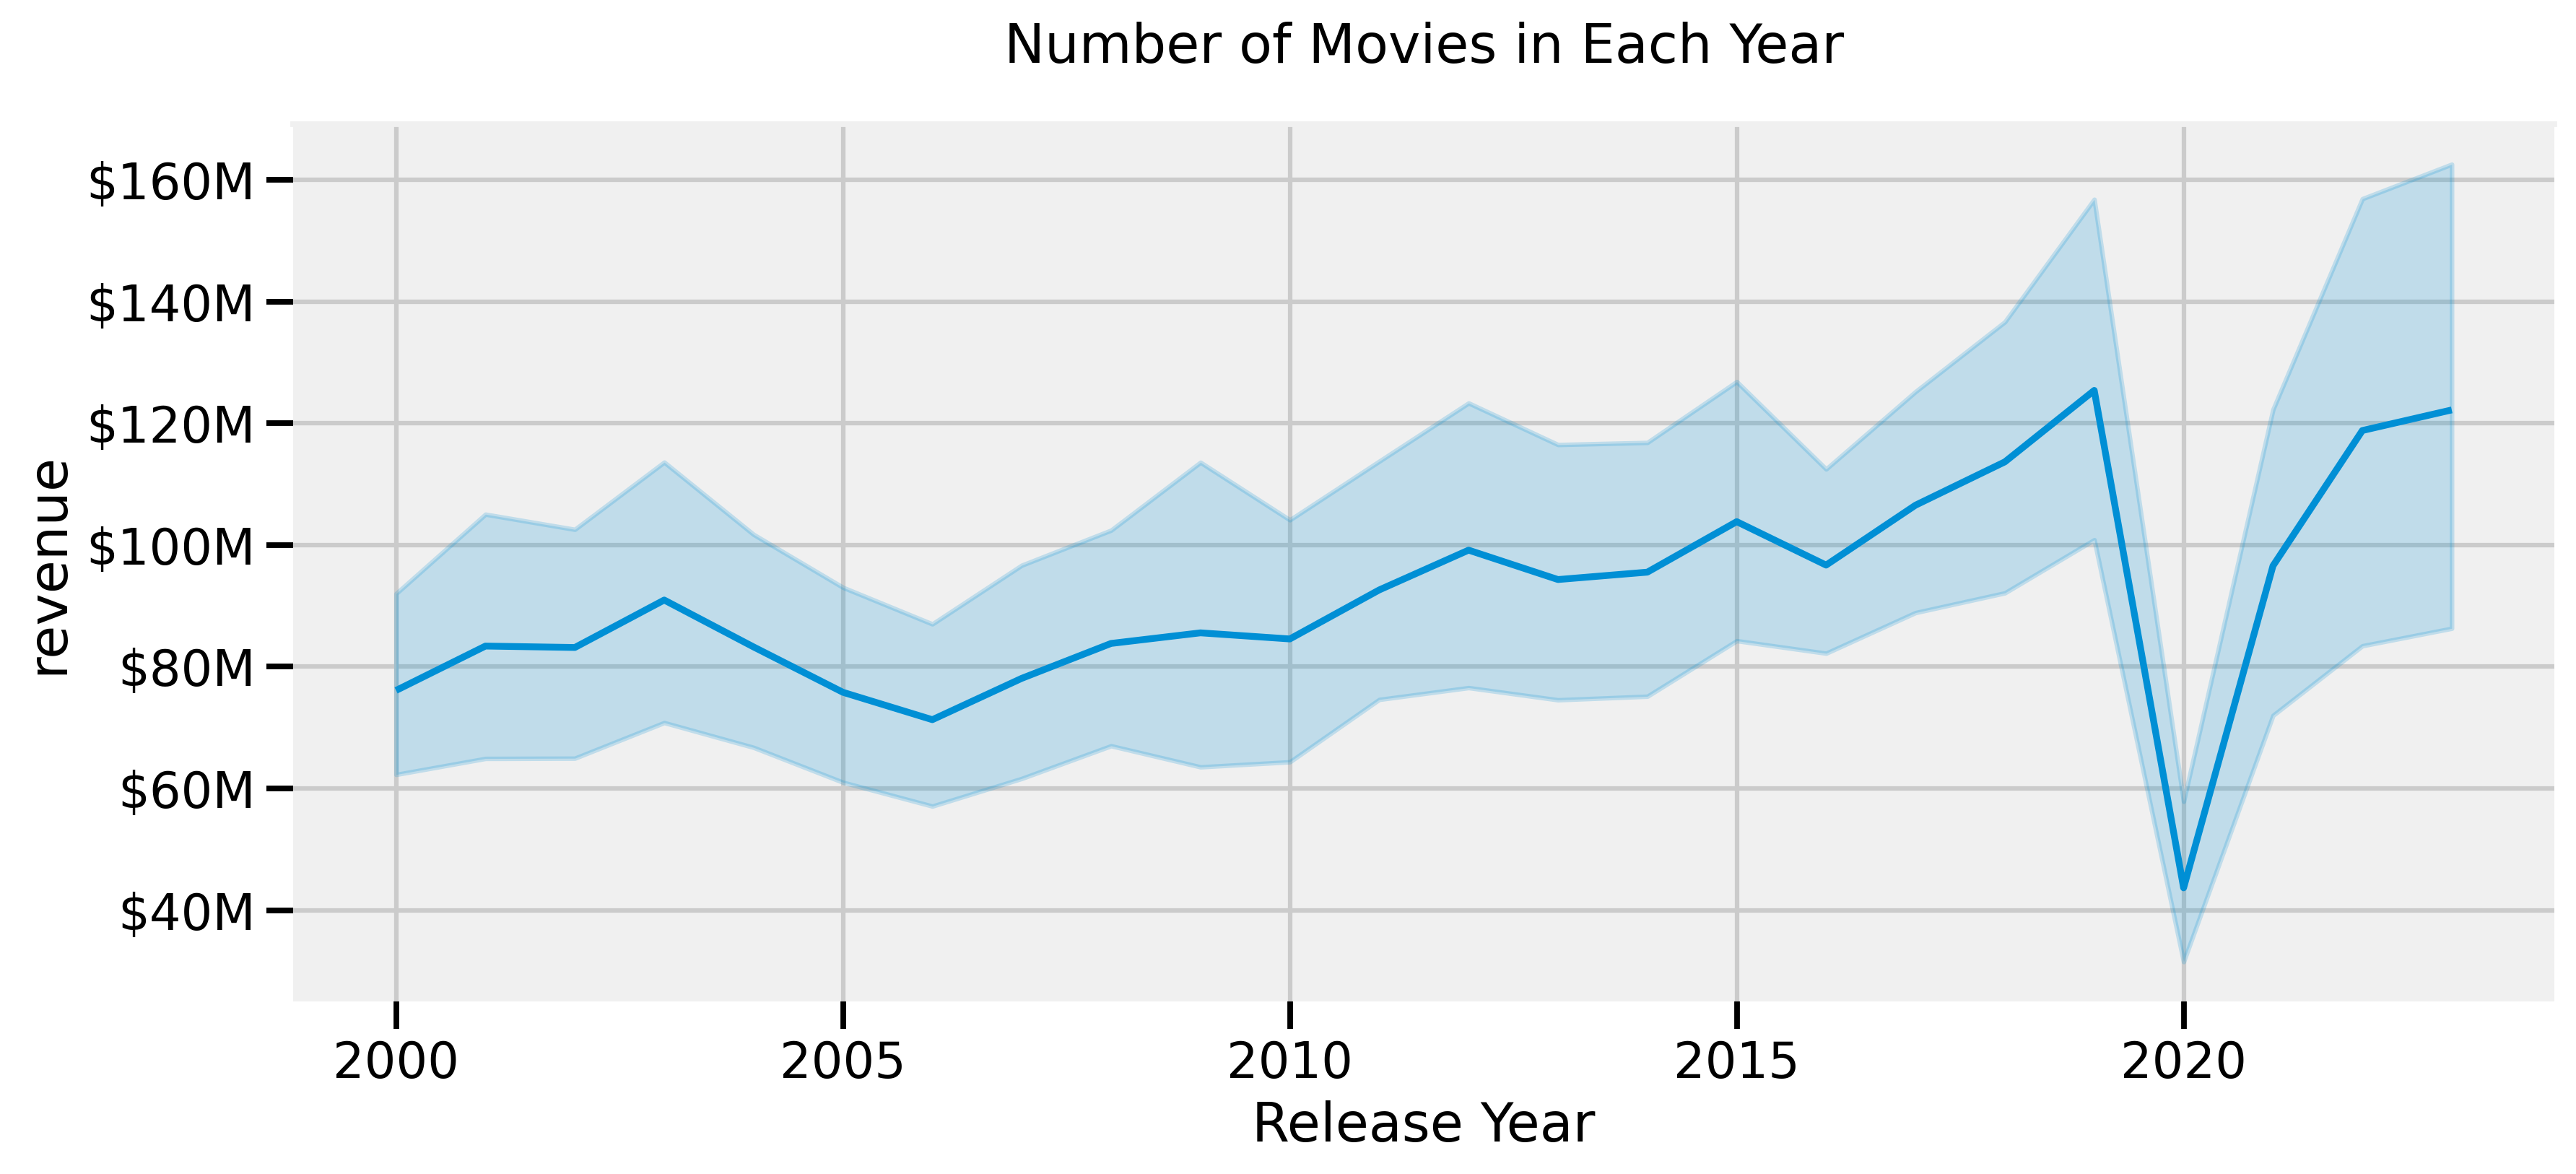 Number of Movies in Each Year
$160M
$140M
$120M
$100M
$80M
$60M
$40M
revenue
2000 2005 2010 2015 2020
Release Year